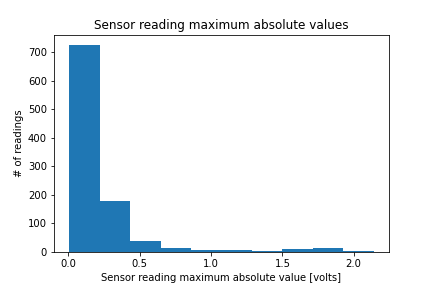 Sensor reading maximum absolute values
# of readings
700
600
500
400
300
200
100
0
0.0 0.5 1.0 1.5 2.0
Sensor reading maximum absolute value [volts]